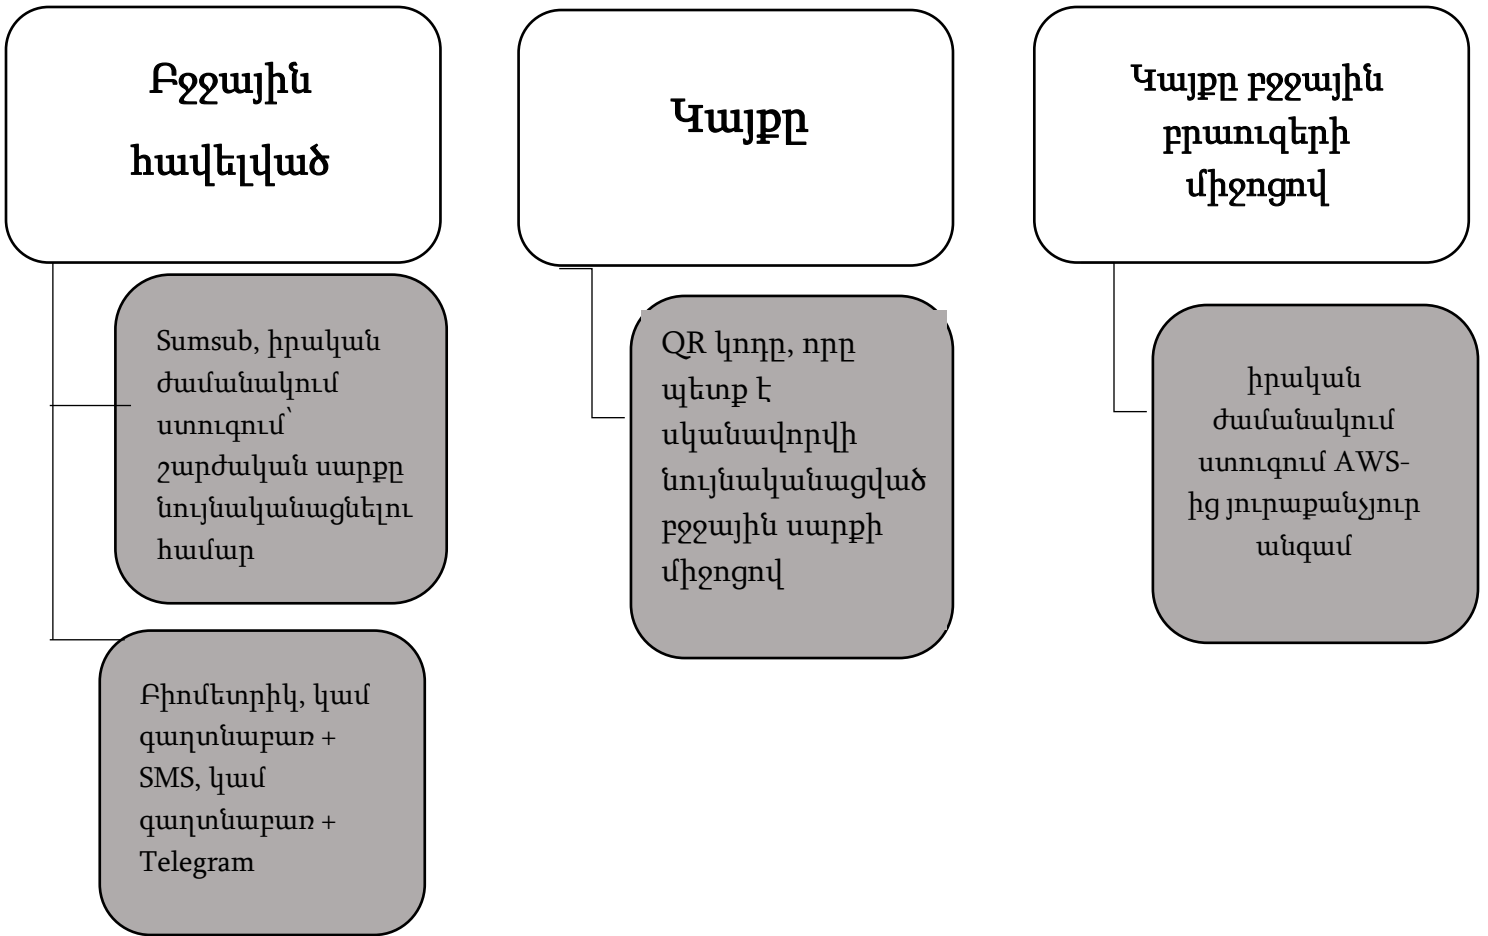 Բջջային
հավելված
Sumsub, իրական
ժամանակում
ստուգում՝
շարժական սարքը
նույնականացնելու
համար
Բիոմետրիկ, կամ
գաղտնաբառ +
SMS, կամ
գաղտնաբառ +
Telegram
Կայքը
QR կոդը, որը
պետք է
սկանավորվի
նույնականացված
բջջային սարքի
միջոցով
Կայքը բջջային
բրաուզերի
միջոցով
իրական
ժամանակում
ստուգում AWS-
ից յուրաքանչյուր
անգամ